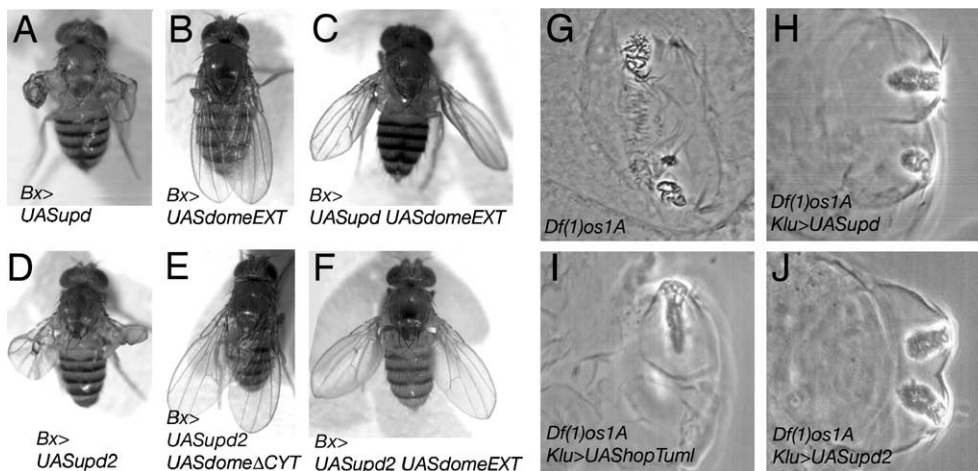 A
Bx>
UASupd
B
Bx>
UASdomeEXT
C
Bx>
UASupd UASdomeEXT
D
Bx>
UASupd2
E
Bx>
UASupd2
UASdomeΔCYT
F
Bx>
UASupd2 UASdomeEXT
G
Df(1)os1A
H
Df(1)os1A
Klu>UASupd
I
Df(1)os1A
Klu>UAShopTuml
J
Df(1)os1A
Klu>UASupd2